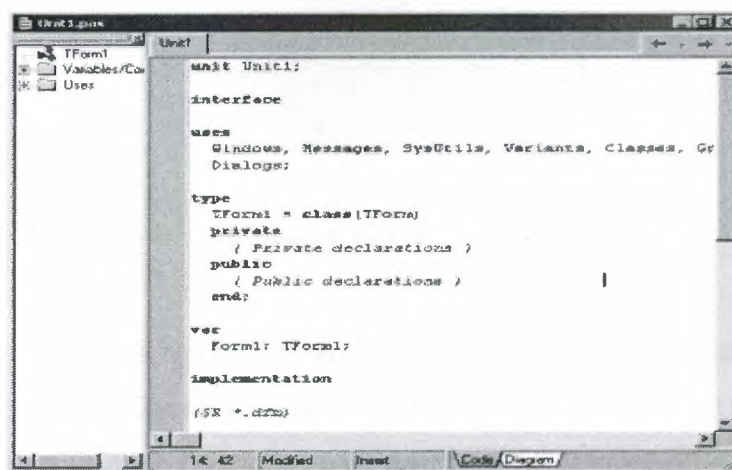 Unit1.pas
TForm1
Variables/Con
Uses
Unit1
unit Unit1;
interface
uses
Windows, Messages, SysUtils, Variants, Classes, Gr
Dialogs;
type
TForm1 = class(TForm)
private
{ Private declarations }
public
{ Public declarations }
end;
var
Form1: TForm1;
implementation
{$R *.dfm}
14: 42 Modified Insert Code Diagram